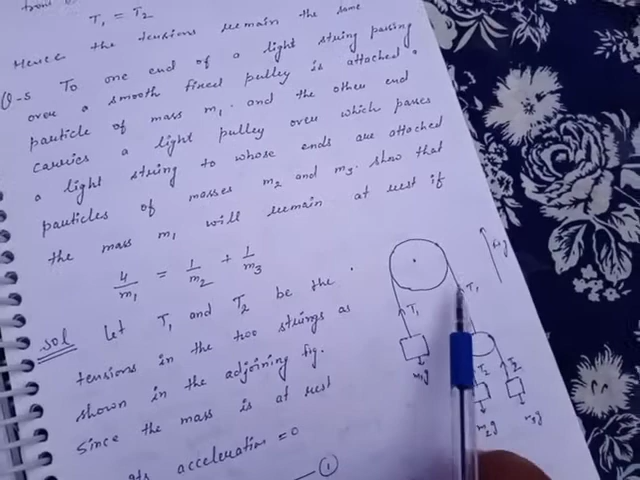 from
T₁ = T₂
Hence the tensions remain the same
Q-5 To one end of a light string passing
over a smooth fixed pulley is attached a
particle of mass m₁. and the other end
carries a light pulley over which passes
a light string to whose ends are attached
particles of masses m₂ and m₃. show that
the mass m₁ will remain at rest if
4/m₁ = 1/m₂ + 1/m₃
Sol Let T₁ and T₂ be the
tensions in the two strings as
shown in the adjoining fig.
Since the mass is at rest
its acceleration = 0
①
T₁
T₁
m₁g
T₂
T₂
m₂g
m₃g